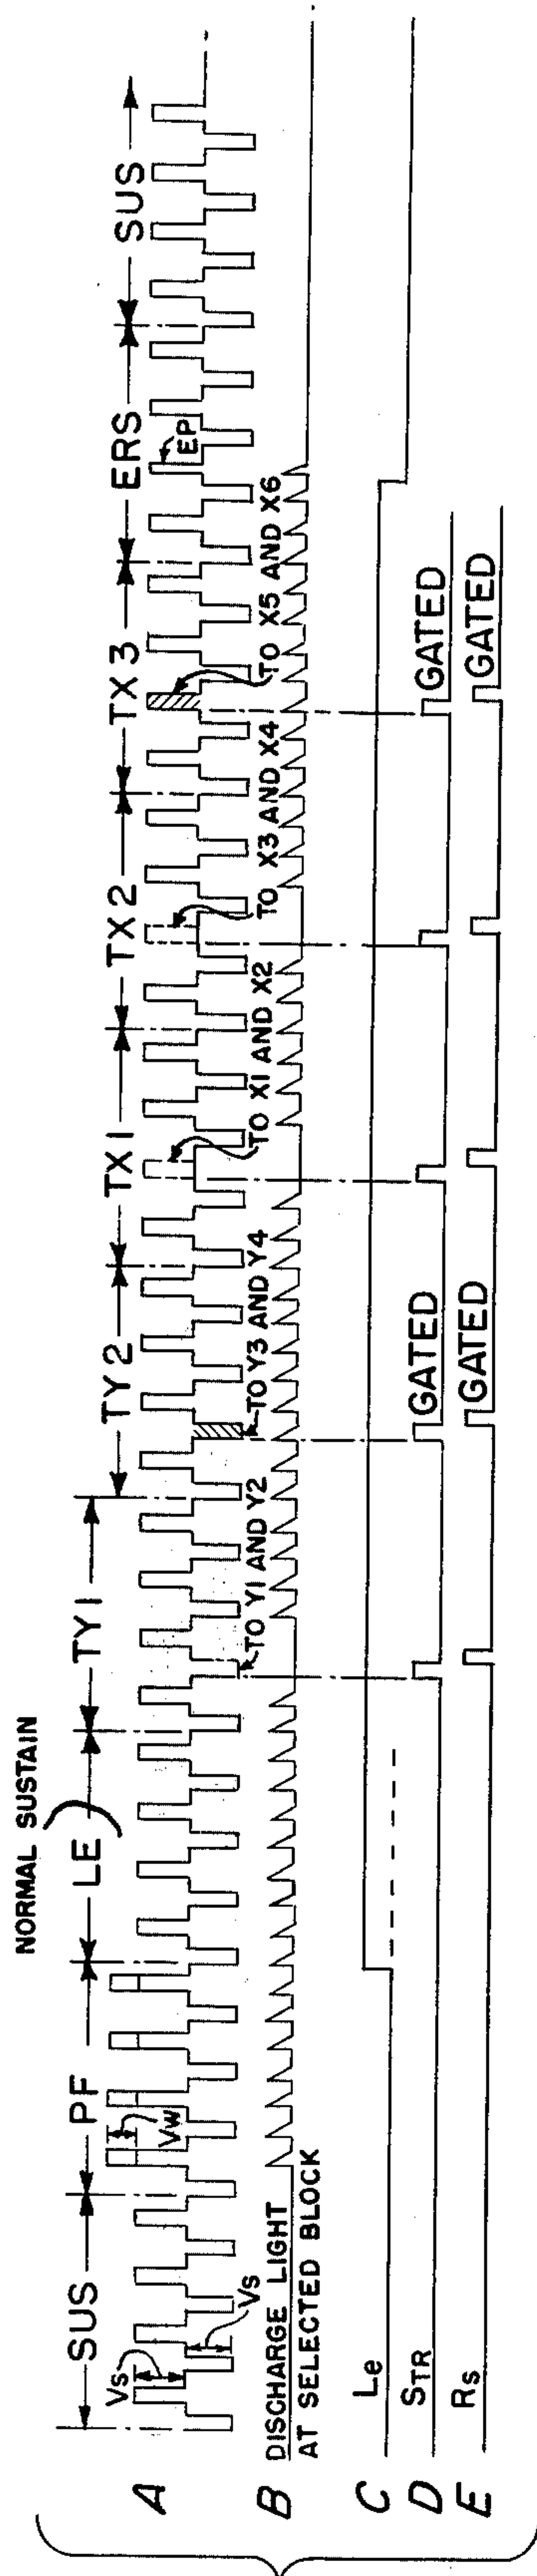 SUS
PF
NORMAL SUSTAIN
LE
TY1
TY2
TX1
TX2
TX3
ERS
SUS
A
Vs
Vs
Vw
TO Y1 AND Y2
TO Y3 AND Y4
TO X1 AND X2
TO X3 AND X4
TO X5 AND X6
EP
B
DISCHARGE LIGHT
AT SELECTED BLOCK
C
Le
D
STR
GATED
GATED
E
Rs
GATED
GATED